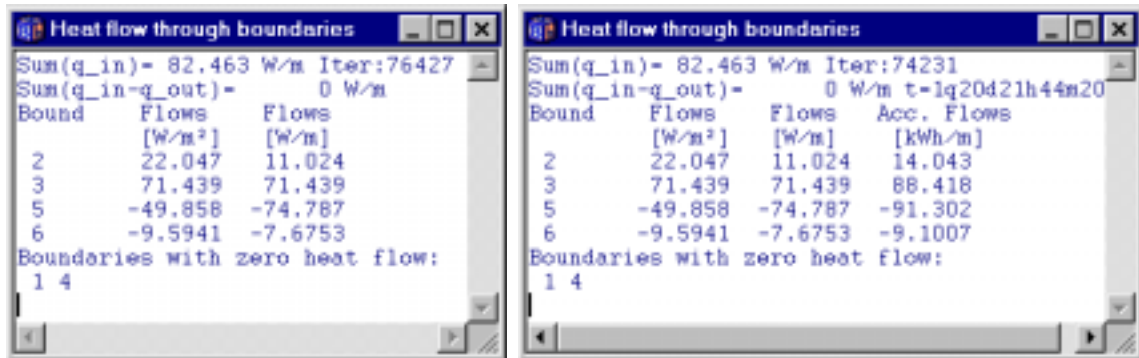 Heat flow through boundaries
Sum(q_in)= 82.463 W/m Iter:76427
Sum(q_in-q_out)= 0 W/m
Bound Flows Flows
[W/m²] [W/m]
2 22.047 11.024
3 71.439 71.439
5 -49.858 -74.787
6 -9.5941 -7.6753
Boundaries with zero heat flow:
1 4
Heat flow through boundaries
Sum(q_in)= 82.463 W/m Iter:74231
Sum(q_in-q_out)= 0 W/m t=1q20d21h44m20
Bound Flows Flows Acc. Flows
[W/m²] [W/m] [kWh/m]
2 22.047 11.024 14.043
3 71.439 71.439 88.418
5 -49.858 -74.787 -91.302
6 -9.5941 -7.6753 -9.1007
Boundaries with zero heat flow:
1 4